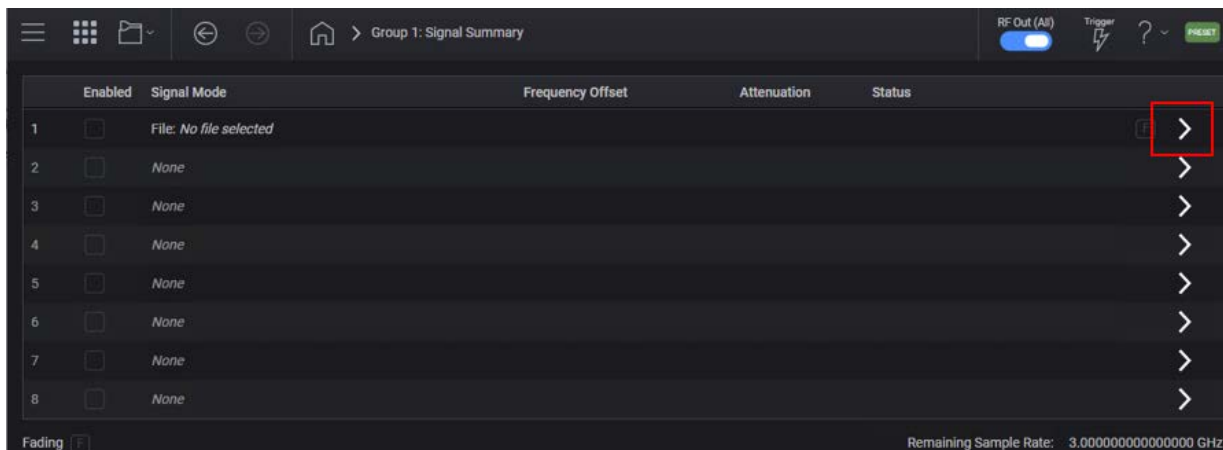 Group 1: Signal Summary
RF Out (All)
Trigger
PRESET
Enabled Signal Mode Frequency Offset Attenuation Status
1 File: No file selected F
2 None
3 None
4 None
5 None
6 None
7 None
8 None
Fading F Remaining Sample Rate: 3.000000000000000 GHz